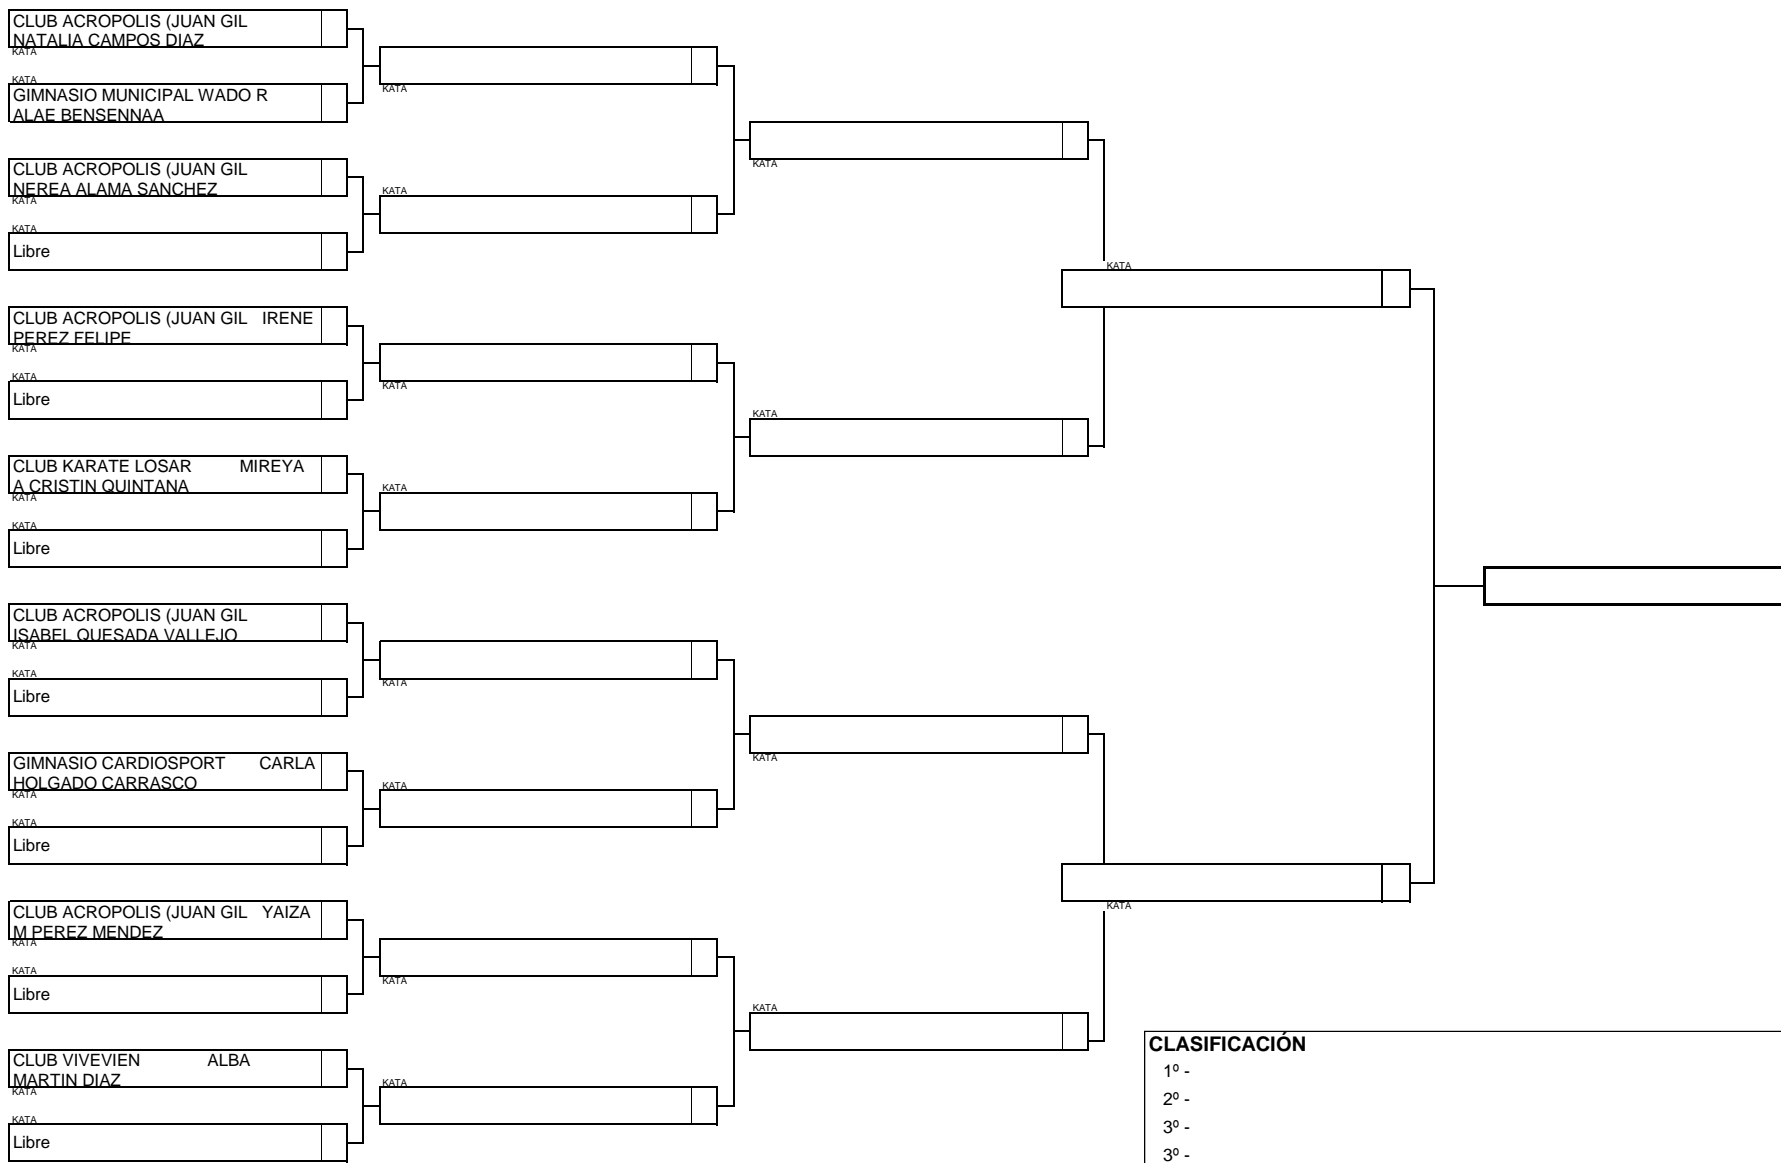 CLUB ACROPOLIS (JUAN GIL
NATALIA CAMPOS DIAZ
KATA
KATA
GIMNASIO MUNICIPAL WADO R
ALAE BENSENNAA
CLUB ACROPOLIS (JUAN GIL
NEREA ALAMA SANCHEZ
KATA
KATA
Libre
CLUB ACROPOLIS (JUAN GIL IRENE
PEREZ FELIPE
KATA
KATA
Libre
CLUB KARATE LOSAR MIREYA
A CRISTIN QUINTANA
KATA
KATA
Libre
CLUB ACROPOLIS (JUAN GIL
ISABEL QUESADA VALLEJO
KATA
KATA
Libre
GIMNASIO CARDIOSPORT CARLA
HOLGADO CARRASCO
KATA
KATA
Libre
CLUB ACROPOLIS (JUAN GIL YAIZA
M PEREZ MENDEZ
KATA
KATA
Libre
CLUB VIVEVIEN ALBA
MARTIN DIAZ
KATA
KATA
Libre
KATA
KATA
KATA
KATA
KATA
KATA
KATA
KATA
KATA
KATA
KATA
KATA
KATA
KATA
CLASIFICACIÓN
1º -
2º -
3º -
3º -